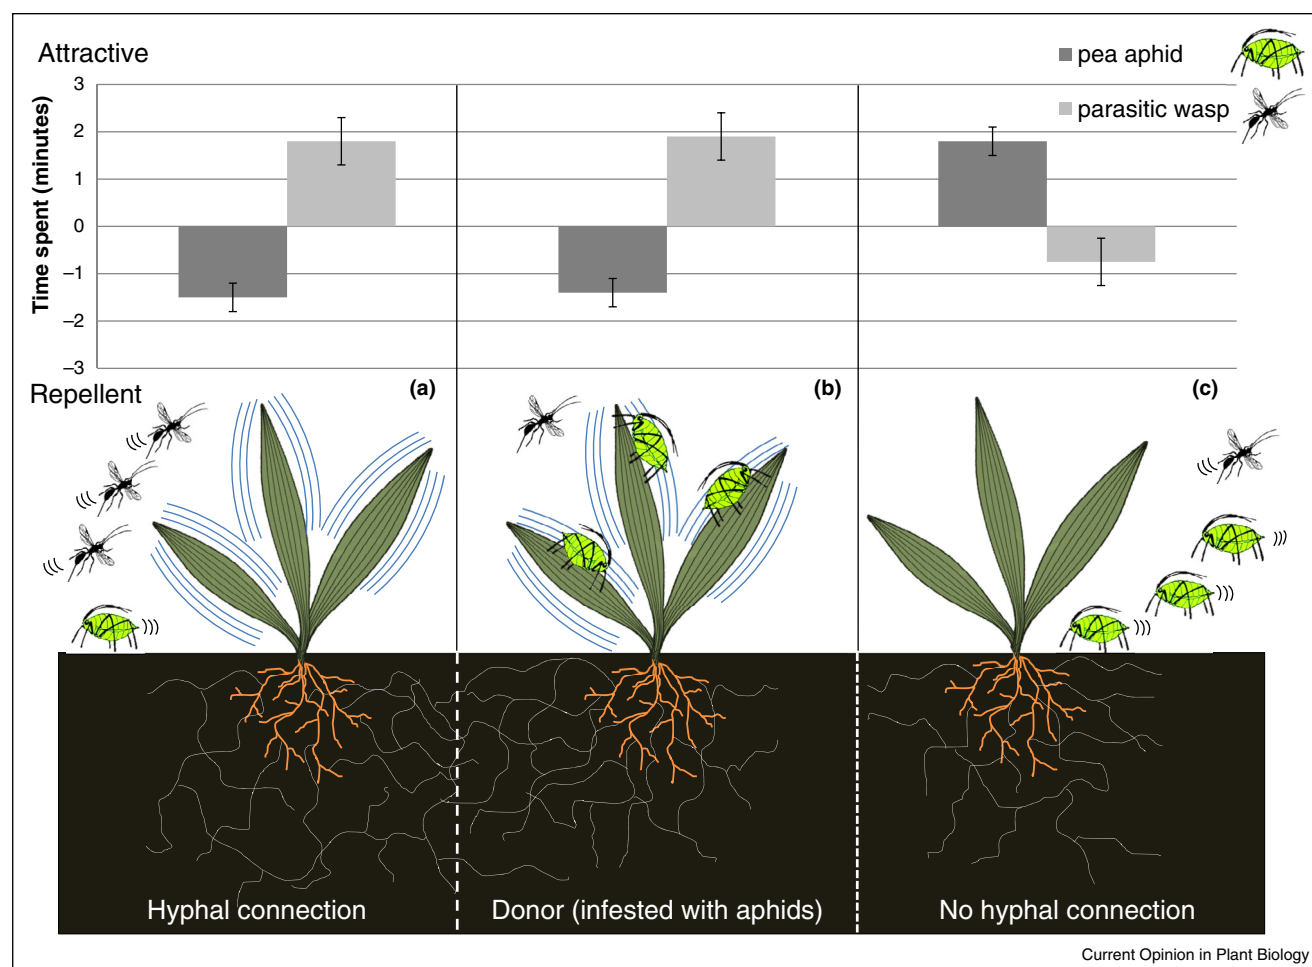 Attractive
pea aphid
parasitic wasp
Time spent (minutes)
3
2
1
0
–1
–2
–3
Repellent
(a)
(b)
(c)
Hyphal connection
Donor (infested with aphids)
No hyphal connection
Current Opinion in Plant Biology